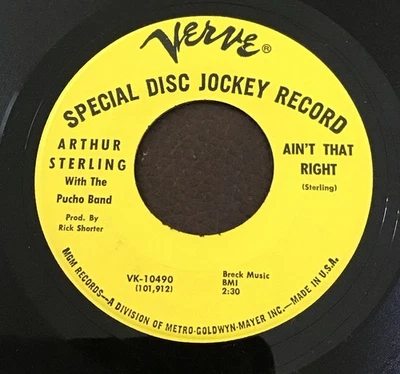 VERVE®
SPECIAL DISC JOCKEY RECORD
ARTHUR
STERLING
With The
Pucho Band
Prod. By
Rick Shorter
AIN'T THAT
RIGHT
(Sterling)
VK-10490
(101,912)
Breck Music
BMI
2:30
MGM RECORDS—A DIVISION OF METRO-GOLDWYN-MAYER INC.—MADE IN U.S.A.